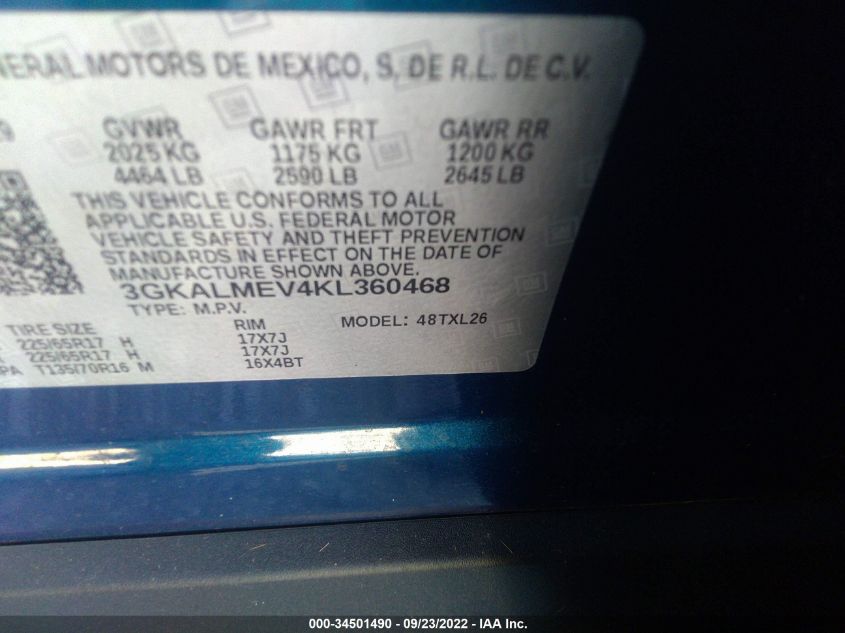 NERAL MOTORS DE MEXICO, S. DE R.L. DE C.V.
9 GVWR GAWR FRT GAWR RR
2025 KG 1175 KG 1200 KG
4464 LB 2590 LB 2645 LB
THIS VEHICLE CONFORMS TO ALL
APPLICABLE U.S. FEDERAL MOTOR
VEHICLE SAFETY AND THEFT PREVENTION
STANDARDS IN EFFECT ON THE DATE OF
MANUFACTURE SHOWN ABOVE.
3GKALMEV4KL360468
TYPE: M.P.V. MODEL: 48TXL26
TIRE SIZE RIM
225/65R17 H 17X7J
225/65R17 H 17X7J
PA T135/70R16 M 16X4BT
000-34501490 - 09/23/2022 - IAA Inc.